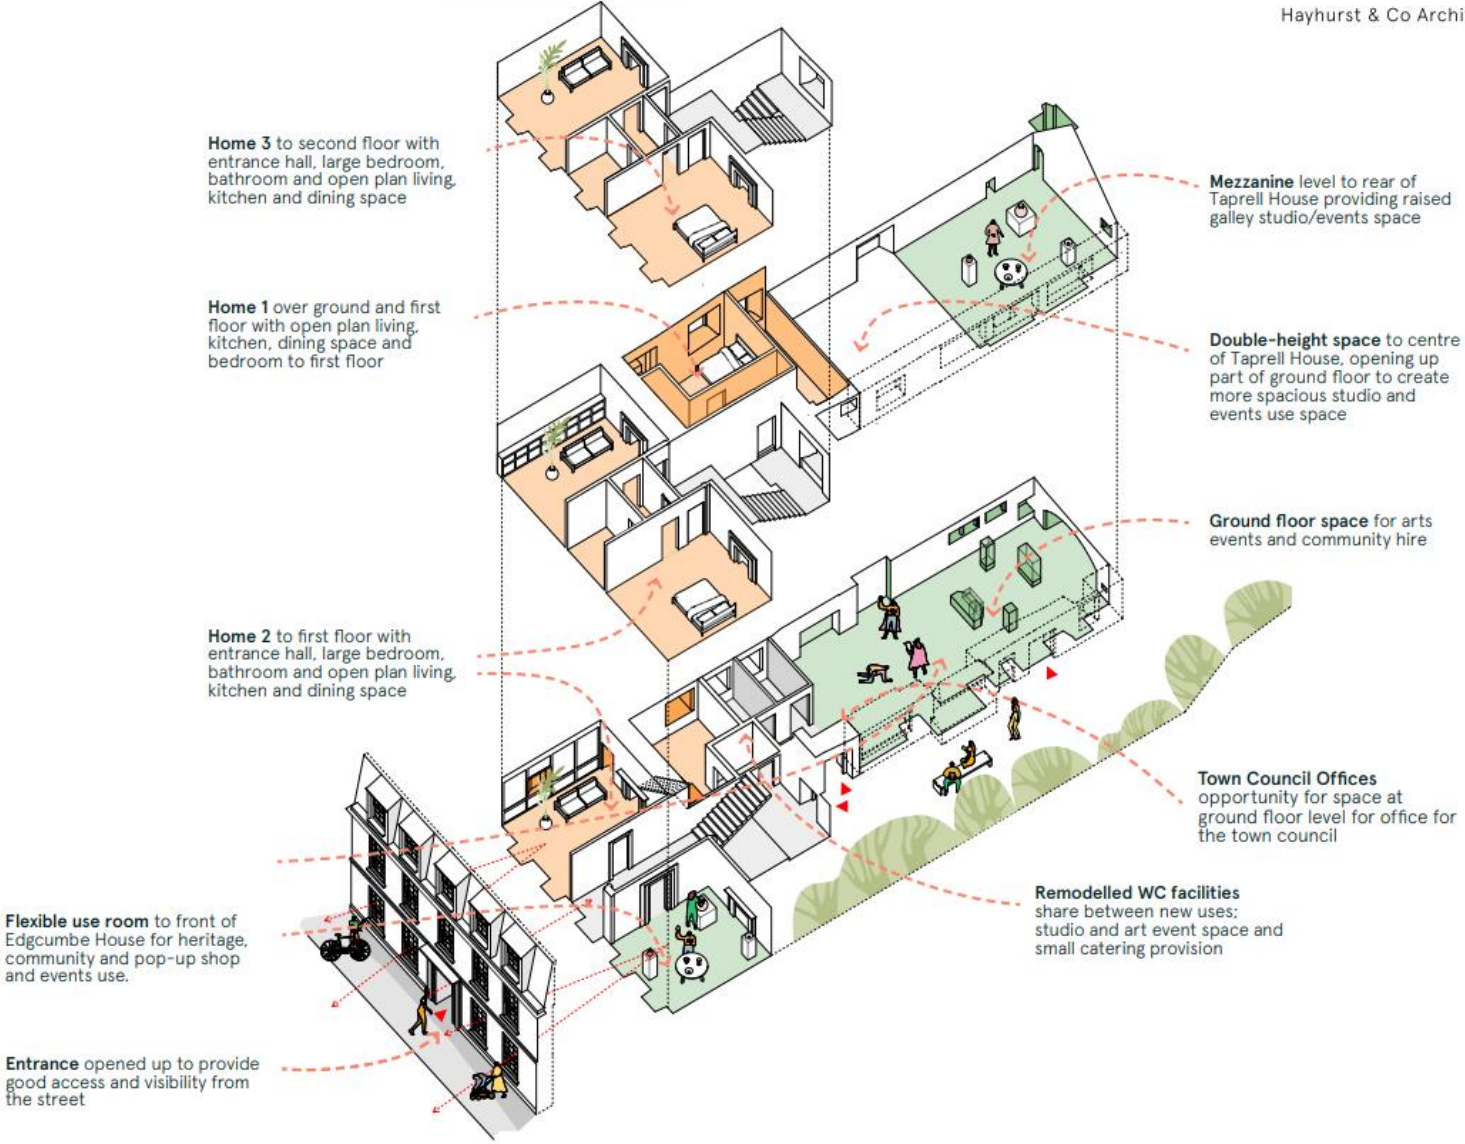 Hayhurst & Co Archi
Home 3 to second floor with
entrance hall, large bedroom,
bathroom and open plan living,
kitchen and dining space
Mezzanine level to rear of
Taprell House providing raised
galley studio/events space
Home 1 over ground and first
floor with open plan living,
kitchen, dining space and
bedroom to first floor
Double-height space to centre
of Taprell House, opening up
part of ground floor to create
more spacious studio and
events use space
Ground floor space for arts
events and community hire
Home 2 to first floor with
entrance hall, large bedroom,
bathroom and open plan living,
kitchen and dining space
Town Council Offices
opportunity for space at
ground floor level for office for
the town council
Remodelled WC facilities
share between new uses;
studio and art event space and
small catering provision
Flexible use room to front of
Edgcumbe House for heritage,
community and pop-up shop
and events use.
Entrance opened up to provide
good access and visibility from
the street